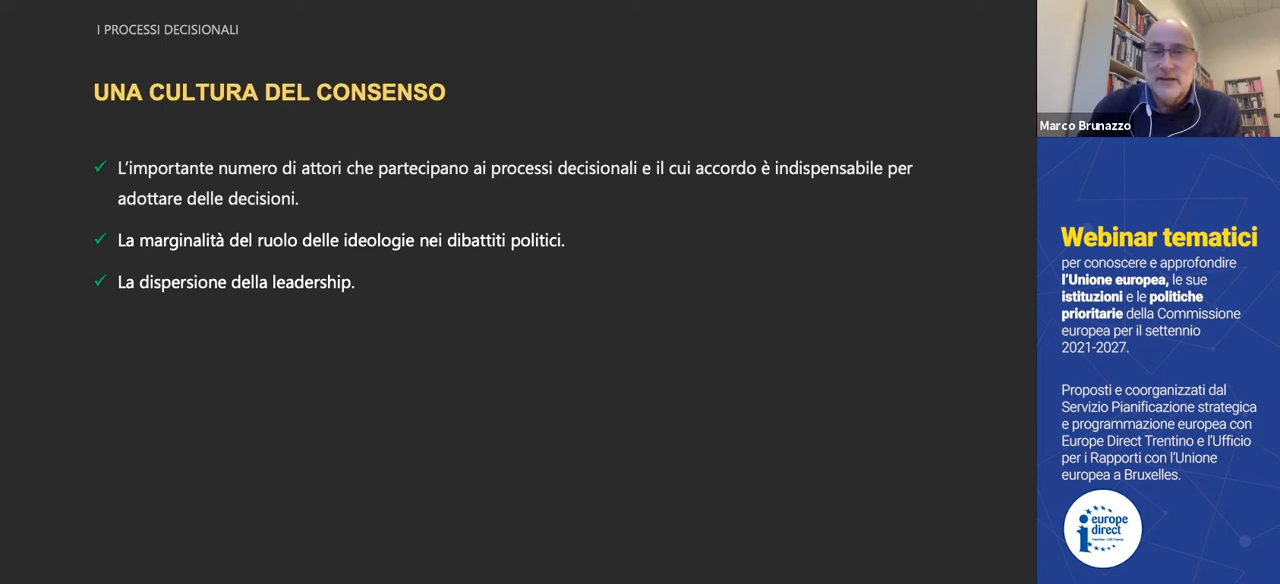 I PROCESSI DECISIONALI
UNA CULTURA DEL CONSENSO
✓ L’importante numero di attori che partecipano ai processi decisionali e il cui accordo è indispensabile per
adottare delle decisioni.
✓ La marginalità del ruolo delle ideologie nei dibattiti politici.
✓ La dispersione della leadership.
Marco Brunazzo
Webinar tematici
per conoscere e approfondire
l’Unione europea, le sue
istituzioni e le politiche
prioritarie della Commissione
europea per il settennio
2021-2027.
Proposti e coorganizzati dal
Servizio Pianificazione strategica
e programmazione europea con
Europe Direct Trentino e l’Ufficio
per i Rapporti con l’Unione
europea a Bruxelles.
europe
direct